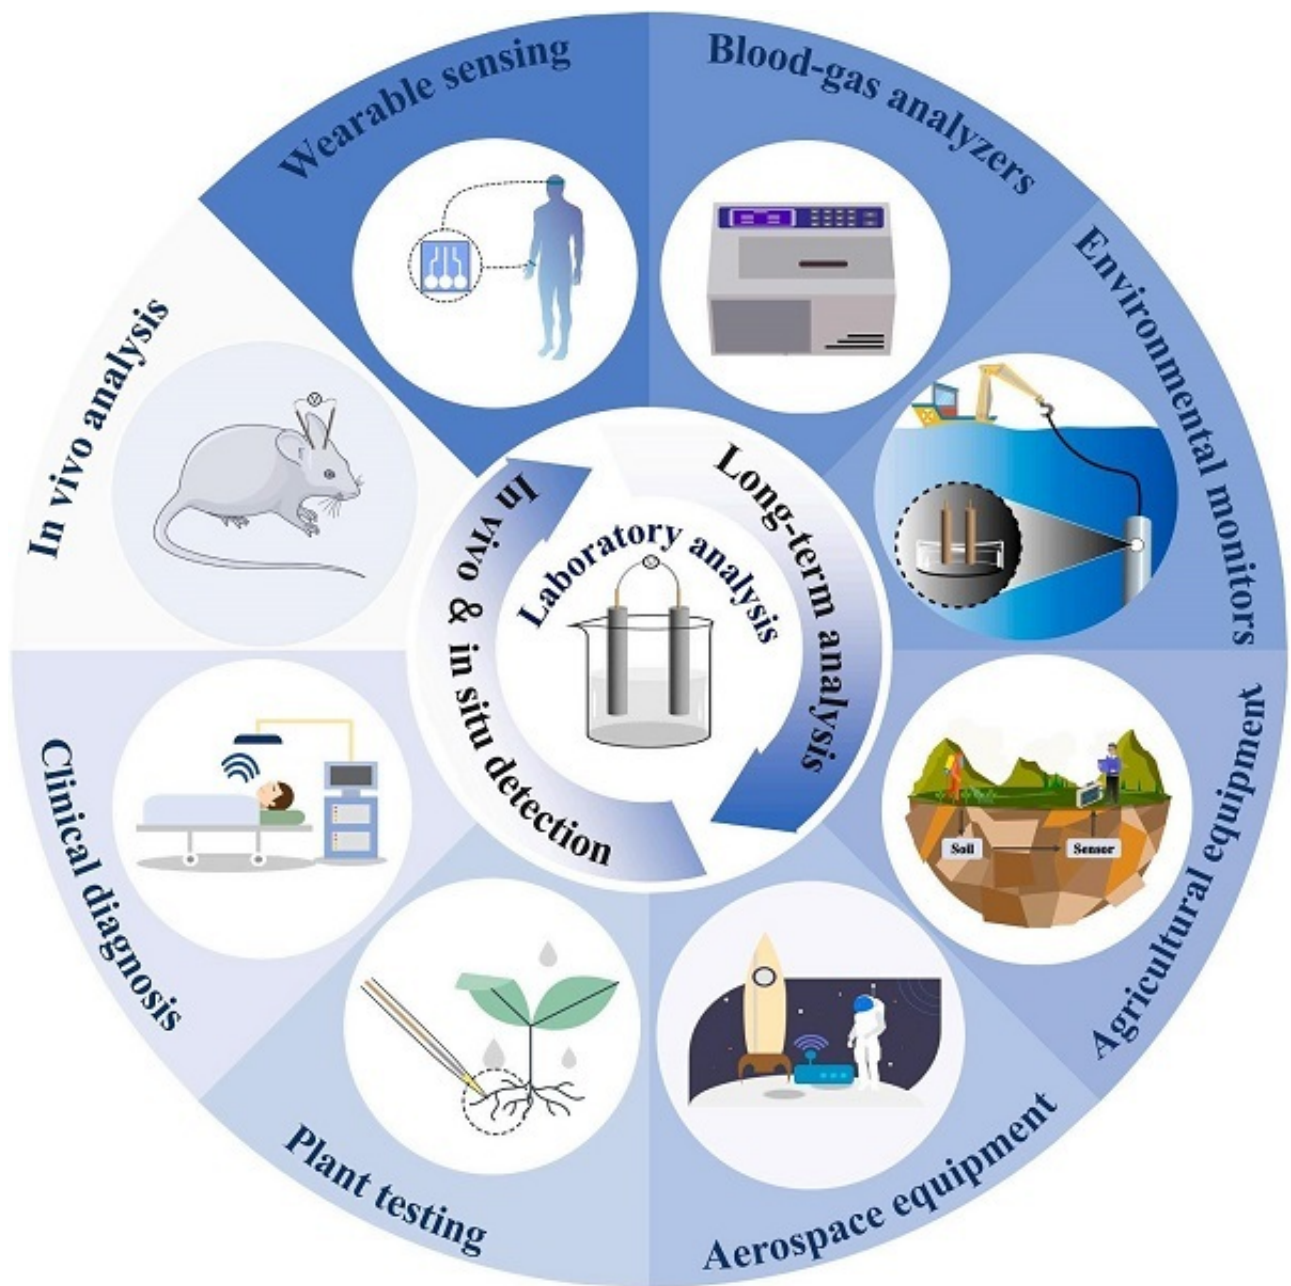 Wearable sensing
Blood-gas analyzers
Environmental monitors
Agricultural equipment
Aerospace equipment
Plant testing
Clinical diagnosis
In vivo analysis
Long-term analysis
In vivo & in situ detection
Laboratory analysis
V
V
Soil
Sensor